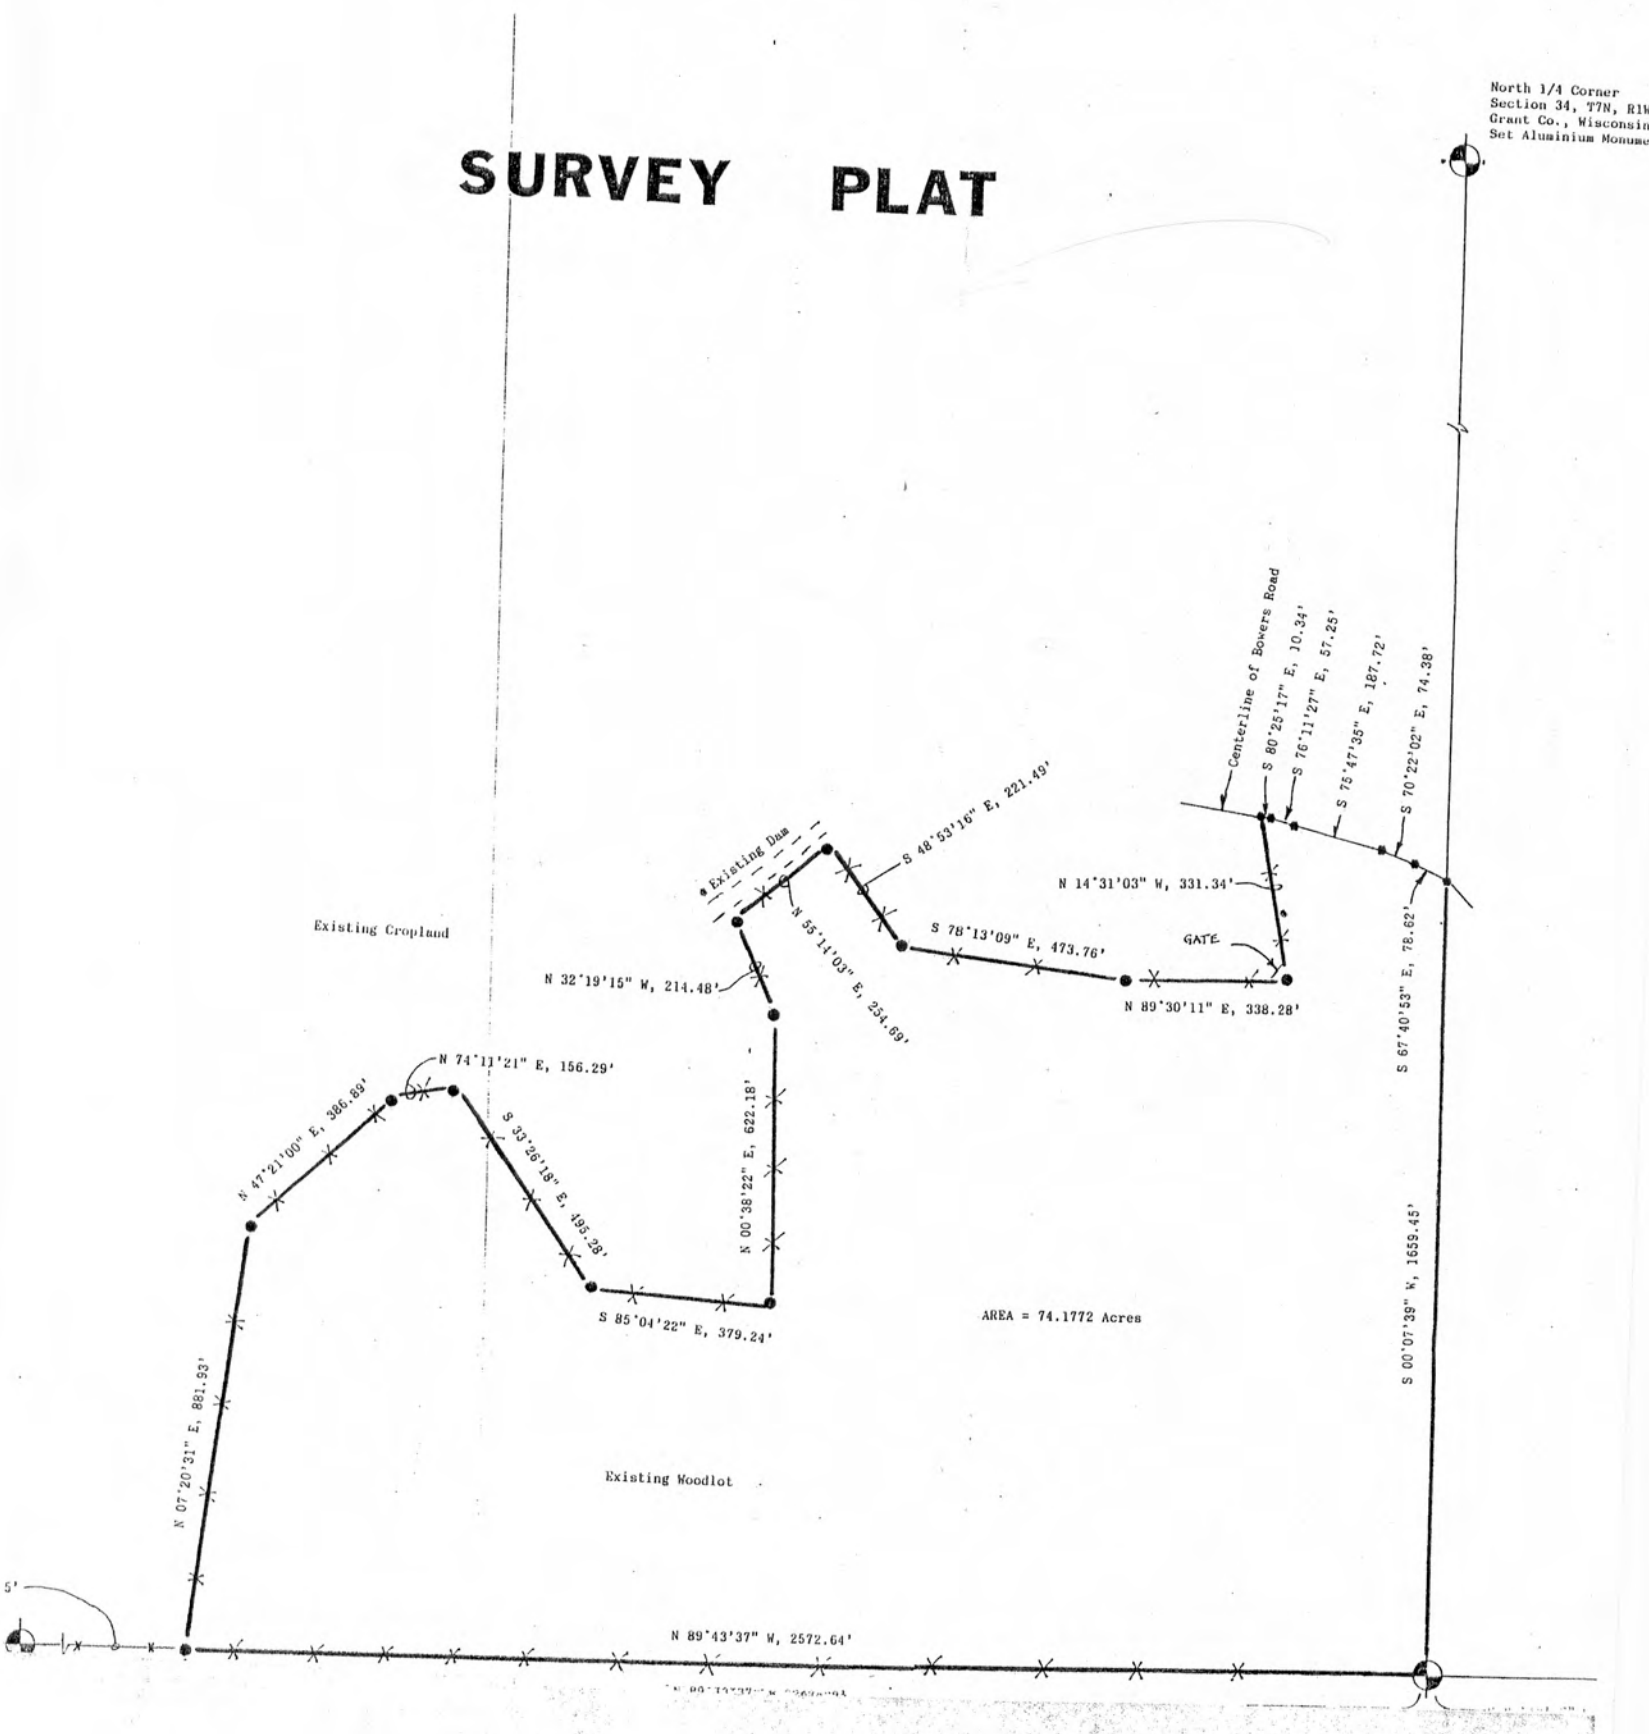 North 1/4 Corner
Section 34, T7N, R1W
Grant Co., Wisconsin
Set Aluminium Monume
SURVEY PLAT
Centerline of Bowers Road
S 80°25'17" E, 10.34'
S 76°11'27" E, 57.25'
S 75°47'35" E, 187.72'
S 70°22'02" E, 74.38'
S 48°53'16" E, 221.49'
Existing Dam
N 14°31'03" W, 331.34'
Existing Cropland
S 78°13'09" E, 473.76'
GATE
N 55°14'03" E, 254.69'
N 32°19'15" W, 214.48'
S 67°40'53" E, 78.62'
N 89°30'11" E, 338.28'
N 74°11'21" E, 156.29'
N 47°21'00" E, 386.89'
S 33°26'18" E, 495.28'
N 00°38'22" E, 622.18'
S 00°07'39" W, 1659.45'
S 85°04'22" E, 379.24'
AREA = 74.1772 Acres
N 07°20'31" E, 881.93'
Existing Woodlot
5'
N 89°43'37" W, 2572.64'